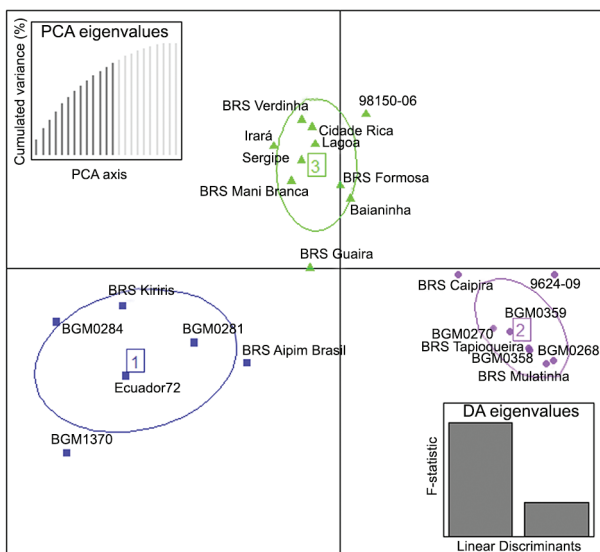 PCA eigenvalues
Cumulated variance (%)
PCA axis
98150-06
BRS Verdinha
Cidade Rica
Irará
Lagoa
Sergipe
3
BRS Mani Branca
BRS Formosa
Baianinha
BRS Guaira
BRS Kiriris
BGM0284
BGM0281
BRS Aipim Brasil
1
Ecuador72
BGM1370
BRS Caipira
9624-09
BGM0359
2
BGM0270
BRS Tapioqueira
BGM0358
BGM0268
BRS Mulatinha
DA eigenvalues
F-statistic
Linear Discriminants